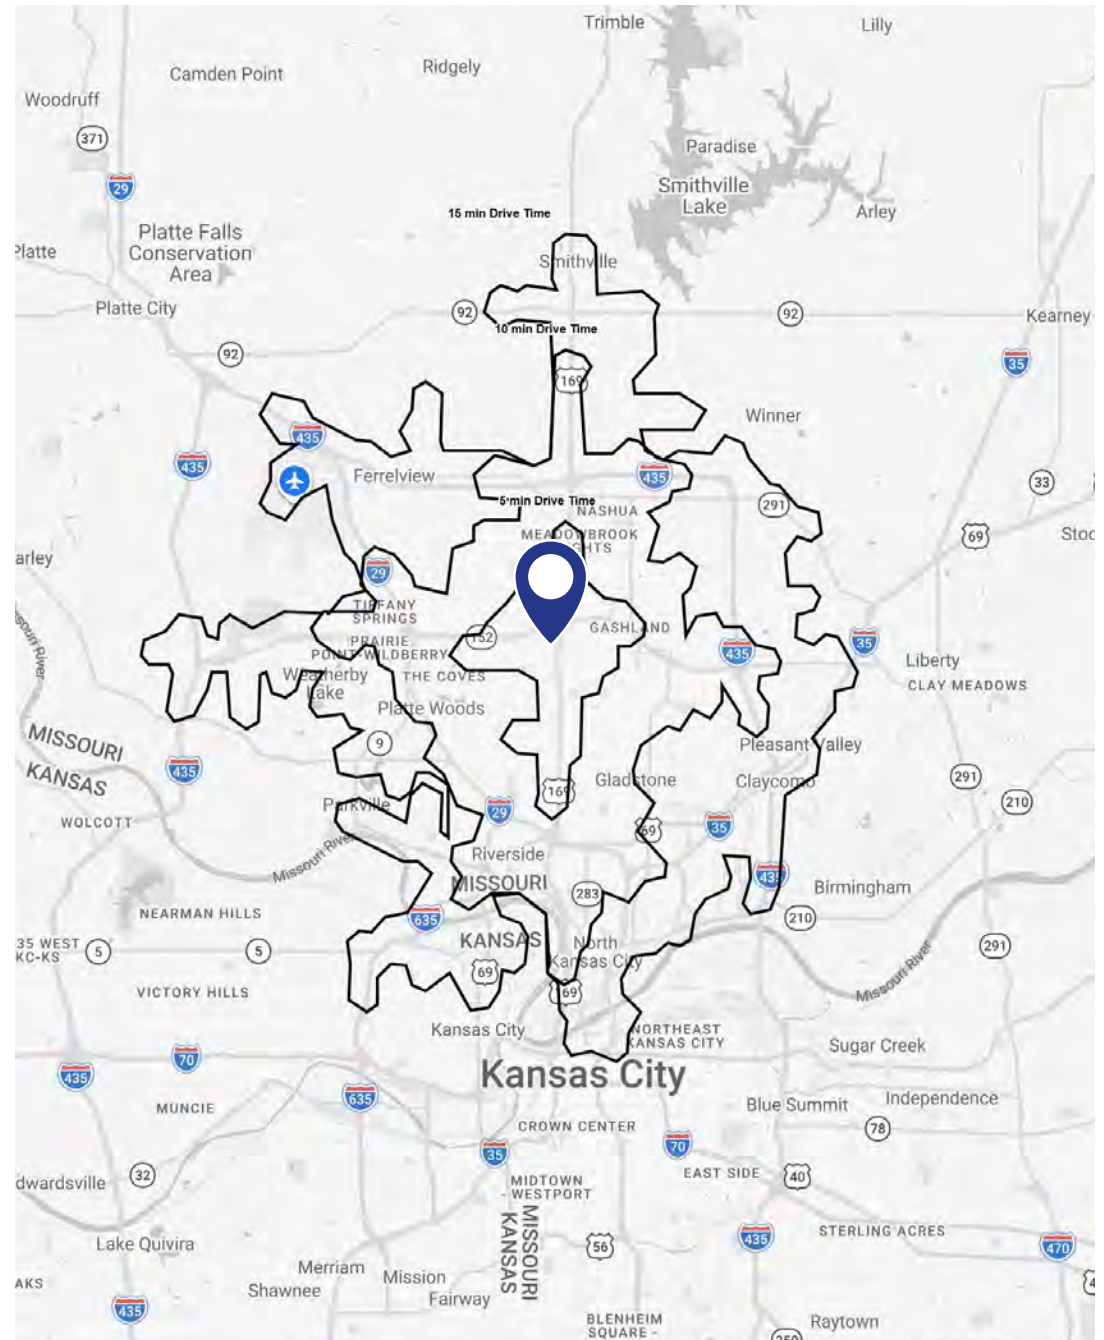 Trimble
Lilly
Ridgely
Camden Point
Woodruff
371
29
Paradise
Smithville
Lake
Arley
15 min Drive Time
Platte Falls
Conservation
Area
Platte
Smithville
Platte City
92
92
Kearney
10 min Drive Time
92
35
169
Winner
435
435
Ferrelview
435
33
5 min Drive Time
291
NASHUA
69
MEADOWBROOK
arley
29
TIFFANY
SPRINGS
GASHLAND
152
PRAIRIE
POINT-WILDBERRY
435
35
Liberty
Weatherby
Lake
THE COVES
CLAY MEADOWS
Missouri River
Platte Woods
MISSOURI
KANSAS
9
Pleasant Valley
435
Gladstone
Claycomo
291
169
Parkville
29
210
WOLCOTT
69
35
Missouri River
Riverside
MISSOURI
283
435
Birmingham
NEARMAN HILLS
635
210
35 WEST
KC-KS
5
5
KANSAS
North
Kansas City
291
69
Missouri River
VICTORY HILLS
169
Kansas City
NORTHEAST
KANSAS CITY
Sugar Creek
70
435
Kansas City
635
MUNCIE
Blue Summit
Independence
CROWN CENTER
78
35
70
EAST SIDE
32
40
dwardsville
MIDTOWN
- WESTPORT
MISSOURI
KANSAS
STERLING ACRES
Lake Quivira
56
435
470
Merriam
Mission
AKS
Shawnee
Fairway
435
BLENHEIM
SQUARE -
Raytown